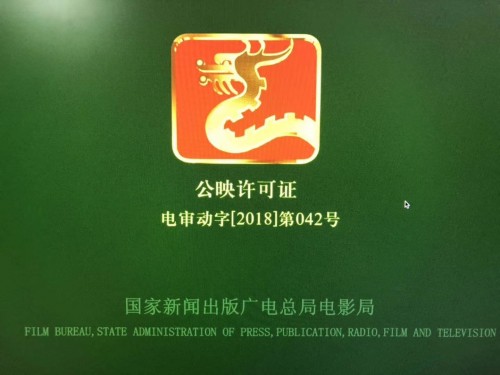 公映许可证
电审动字[2018]第042号
国家新闻出版广电总局电影局
FILM BUREAU,STATE ADMINISTRATION OF PRESS,PUBLICATION,RADIO,FILM AND TELEVISION